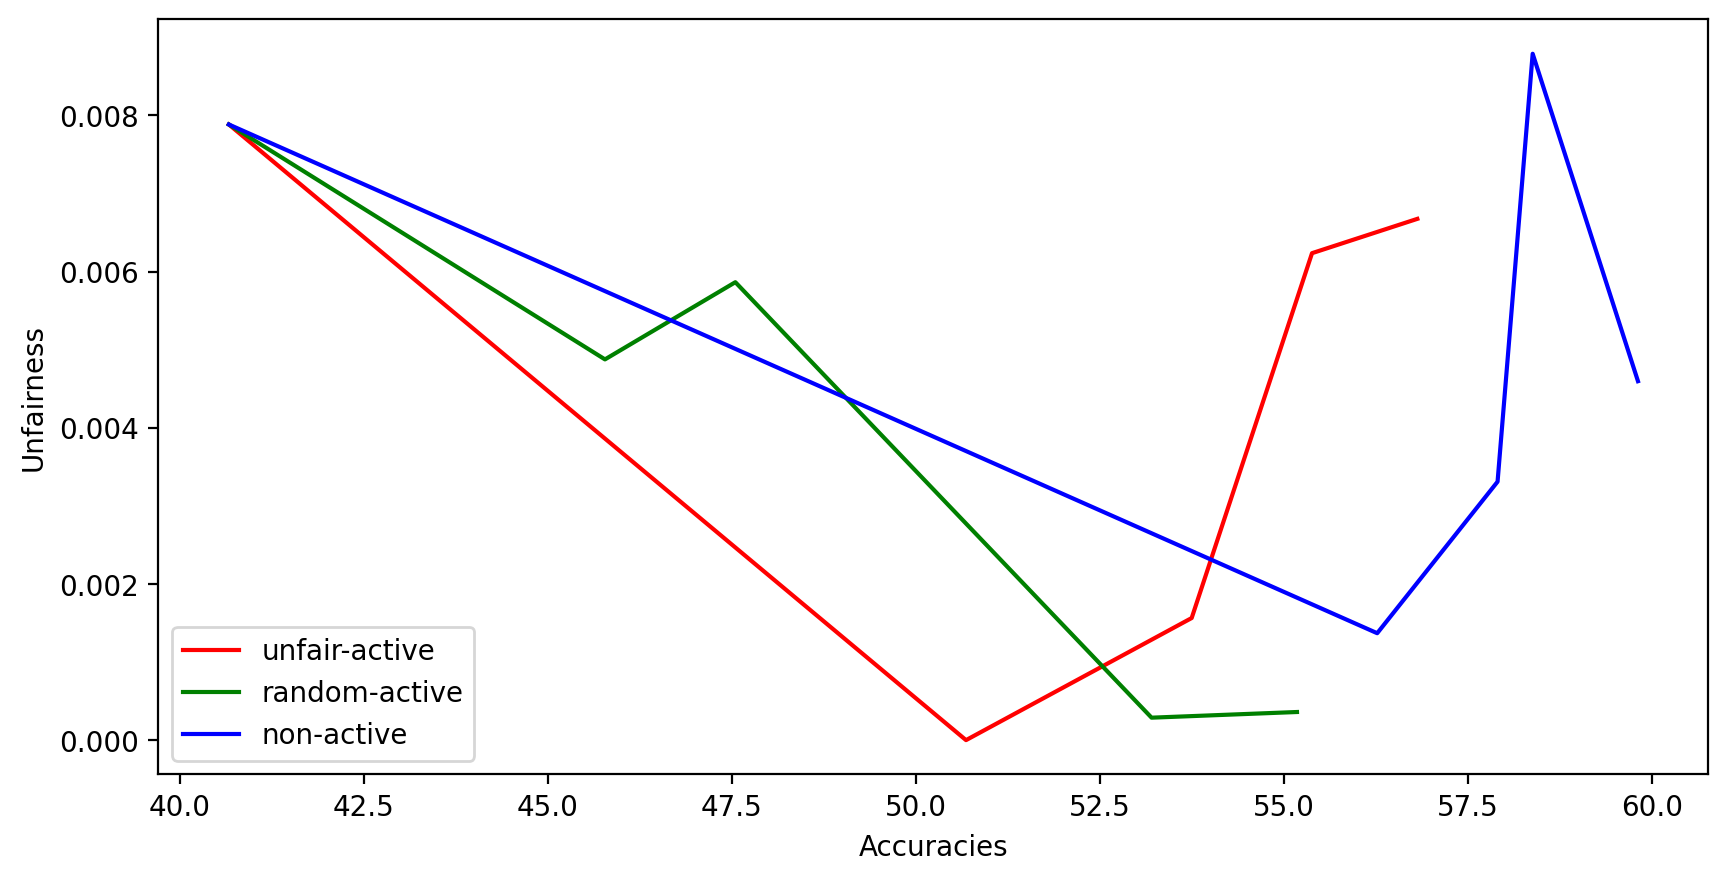 Unfairness
0.008
0.006
0.004
0.002
0.000
unfair-active
random-active
non-active
40.0 42.5 45.0 47.5 50.0 52.5 55.0 57.5 60.0
Accuracies